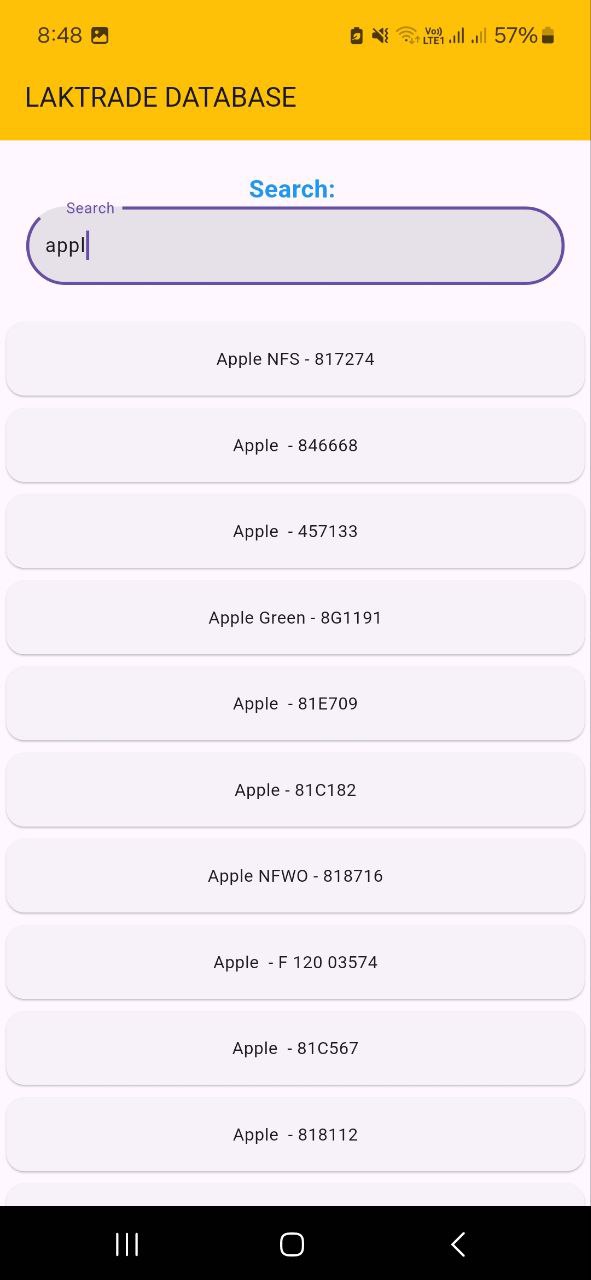 8:48 Vo) LTE1 57%
LAKTRADE DATABASE
Search:
Search
appl
Apple NFS - 817274
Apple  - 846668
Apple  - 457133
Apple Green - 8G1191
Apple  - 81E709
Apple - 81C182
Apple NFWO - 818716
Apple  - F 120 03574
Apple  - 81C567
Apple  - 818112